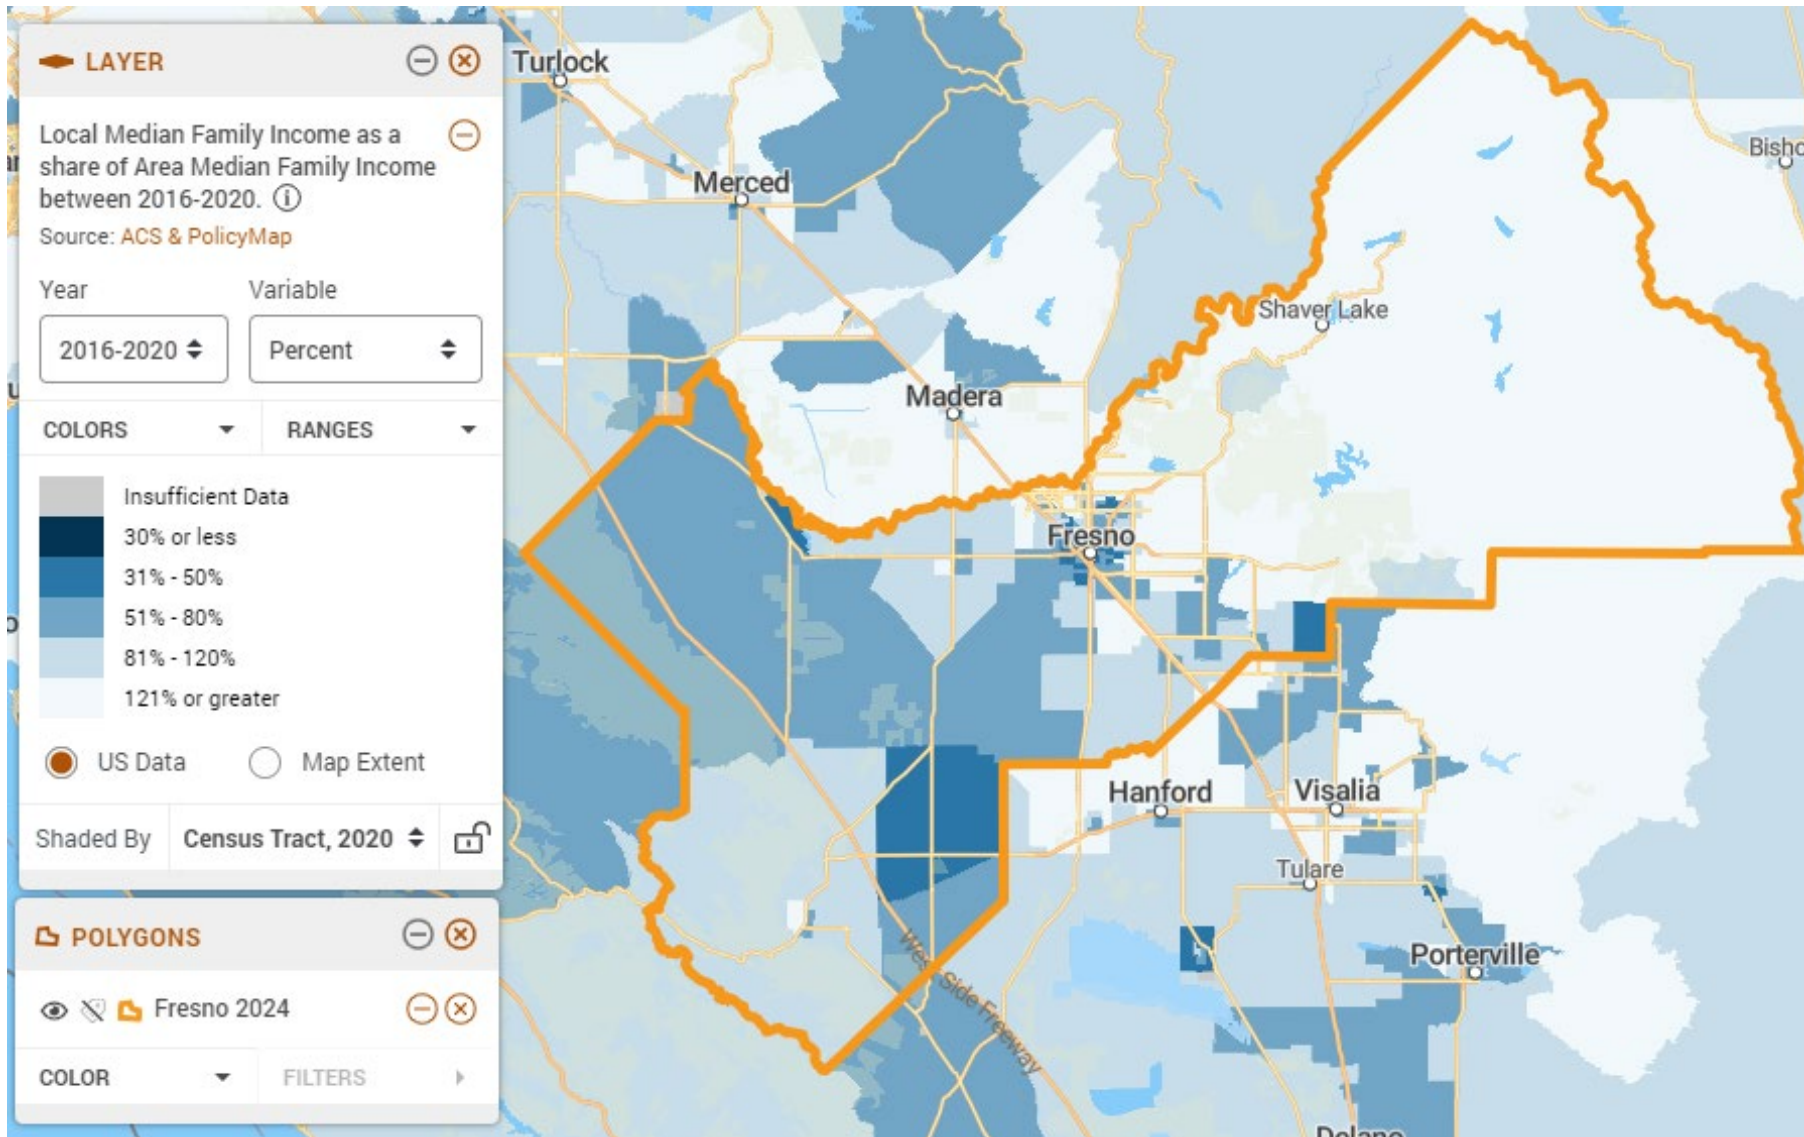 LAYER
Local Median Family Income as a
share of Area Median Family Income
between 2016-2020.
Source: ACS & PolicyMap
Year
Variable
2016-2020
Percent
COLORS
RANGES
Insufficient Data
30% or less
31% - 50%
51% - 80%
81% - 120%
121% or greater
US Data
Map Extent
Shaded By
Census Tract, 2020
POLYGONS
Fresno 2024
COLOR
FILTERS
Turlock
Merced
Bisho
Shaver Lake
Madera
Fresno
Hanford
Visalia
Tulare
West Side Freeway
Porterville
Delano